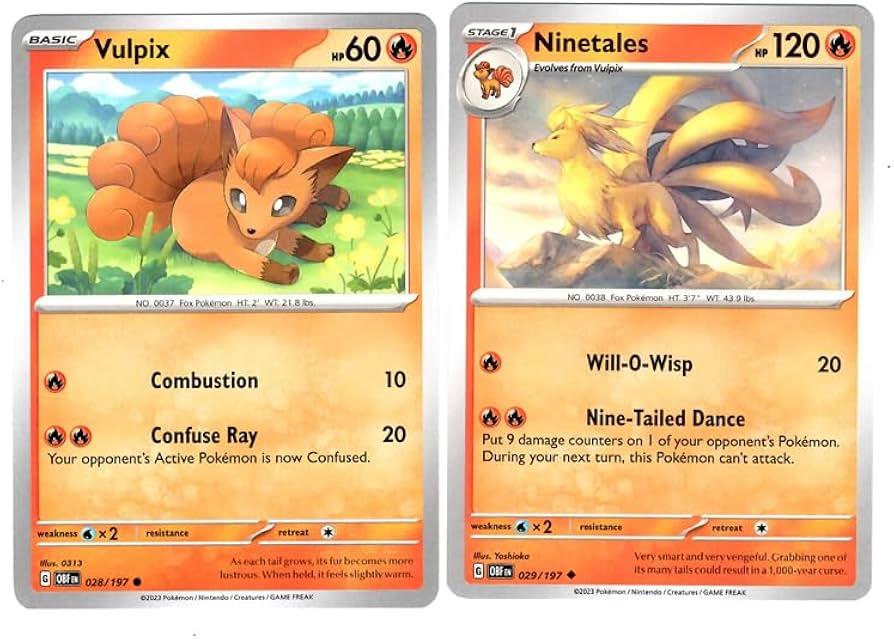 BASIC Vulpix HP 60
NO. 0037 Fox Pokémon HT: 2' WT: 21.8 lbs.
Combustion 10
Confuse Ray 20
Your opponent's Active Pokémon is now Confused.
weakness ×2 resistance retreat
Illus. 0313
As each tail grows, its fur becomes more
lustrous. When held, it feels slightly warm.
G OBF EN 028/197
©2023 Pokémon / Nintendo / Creatures / GAME FREAK
STAGE 1 Ninetales HP 120
Evolves from Vulpix
NO. 0038 Fox Pokémon HT: 3'7" WT: 43.9 lbs.
Will-O-Wisp 20
Nine-Tailed Dance
Put 9 damage counters on 1 of your opponent's Pokémon.
During your next turn, this Pokémon can't attack.
weakness ×2 resistance retreat
Illus. Yoshioka
Very smart and very vengeful. Grabbing one of
its many tails could result in a 1,000-year curse.
G OBF EN 029/197
©2023 Pokémon / Nintendo / Creatures / GAME FREAK